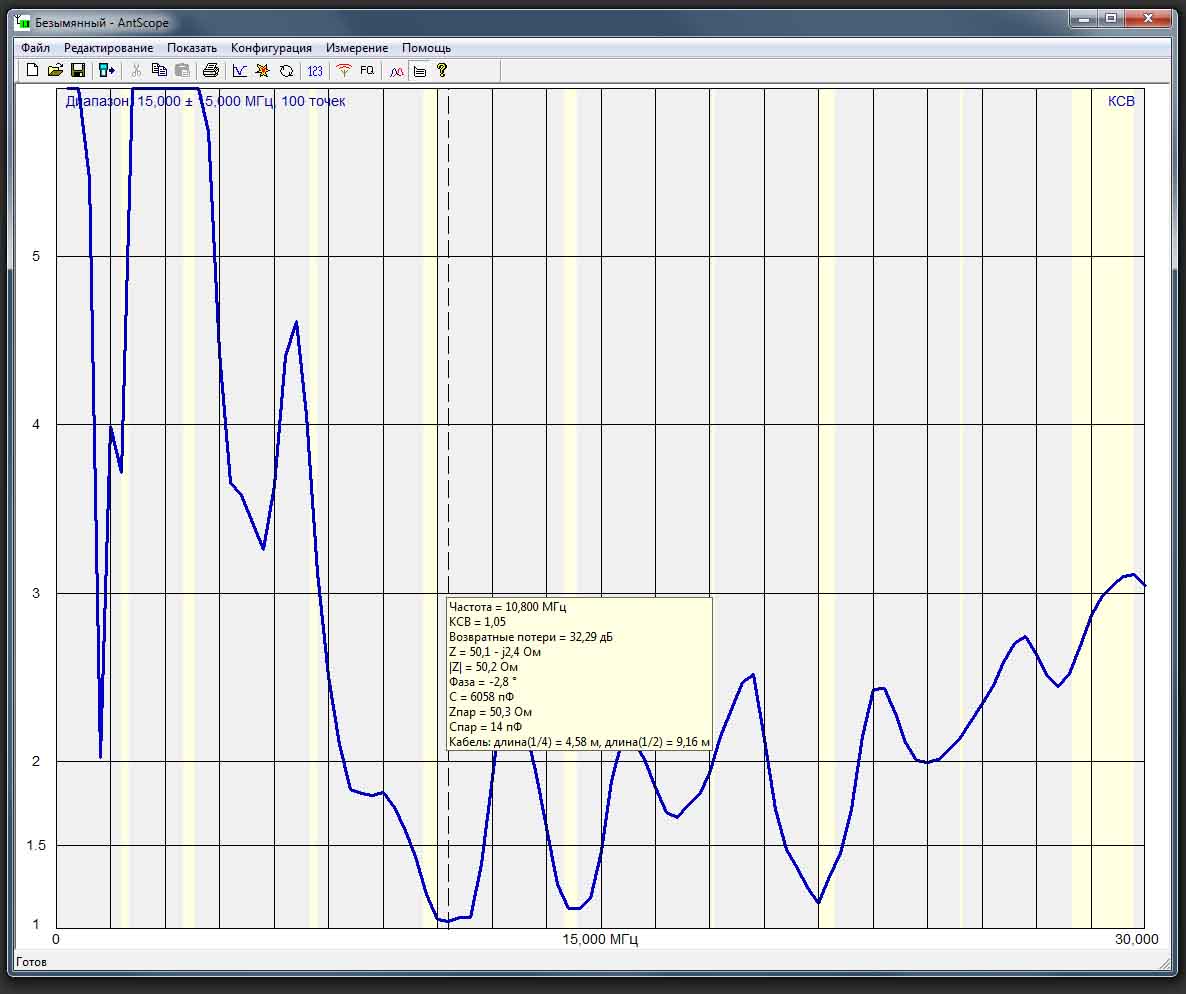 Безымянный - AntScope
Файл Редактирование Показать Конфигурация Измерение Помощь
123 FQ ?
Диапазон: 15,000 ± 15,000 МГц, 100 точек
КСВ
5
4
3
Частота = 10,800 МГц
КСВ = 1,05
Возвратные потери = 32,29 дБ
Z = 50,1 - j2,4 Ом
|Z| = 50,2 Ом
Фаза = -2,8 °
C = 6058 пФ
Zпар = 50,3 Ом
Cпар = 14 пФ
Кабель: длина(1/4) = 4,58 м, длина(1/2) = 9,16 м
2
1.5
1
0 15,000 МГц 30,000
Готов